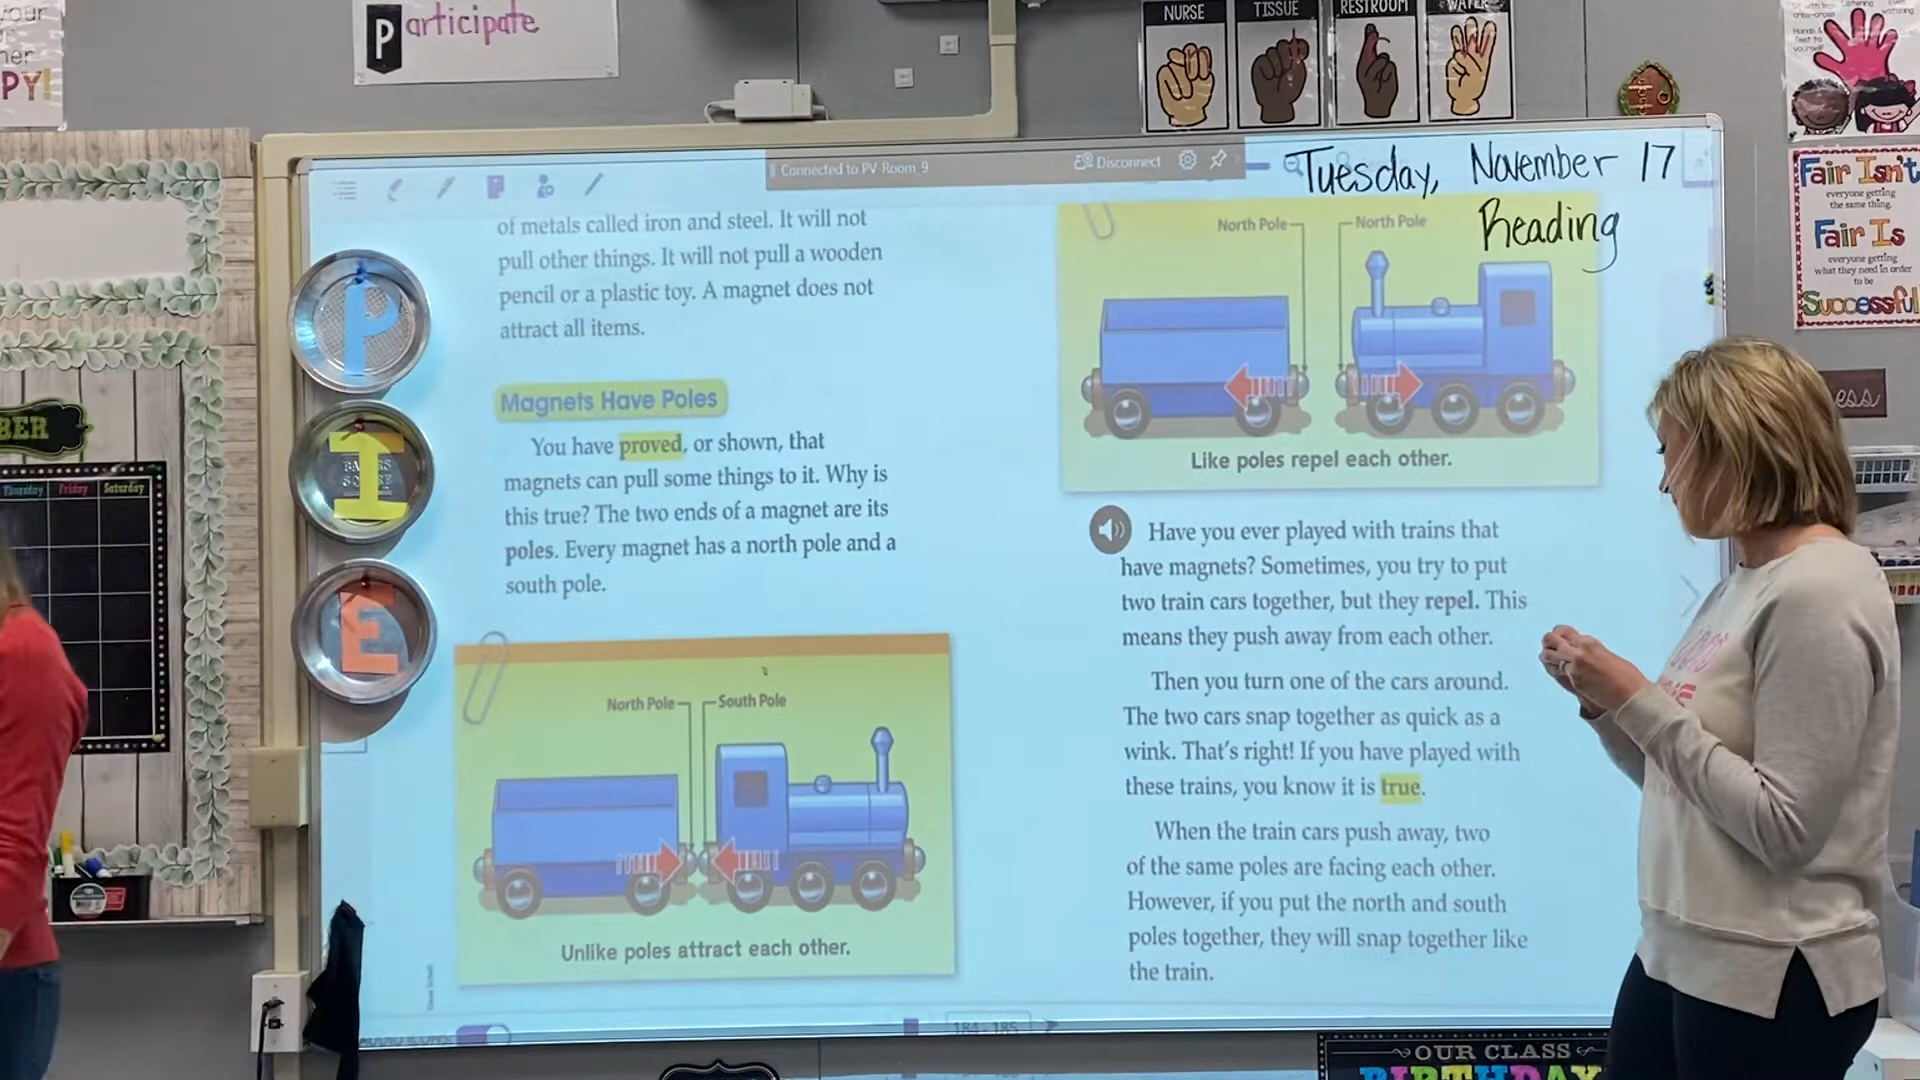 Participate
NURSE
TISSUE
RESTROOM
WATER
PY!
Connected to PV-Room 9
Disconnect
Tuesday, November 17
Reading
of metals called iron and steel. It will not
pull other things. It will not pull a wooden
pencil or a plastic toy. A magnet does not
attract all items.
Magnets Have Poles
You have proved, or shown, that
magnets can pull some things to it. Why is
this true? The two ends of a magnet are its
poles. Every magnet has a north pole and a
south pole.
North Pole
South Pole
Unlike poles attract each other.
North Pole
North Pole
Like poles repel each other.
Have you ever played with trains that
have magnets? Sometimes, you try to put
two train cars together, but they repel. This
means they push away from each other.
Then you turn one of the cars around.
The two cars snap together as quick as a
wink. That's right! If you have played with
these trains, you know it is true.
When the train cars push away, two
of the same poles are facing each other.
However, if you put the north and south
poles together, they will snap together like
the train.
184 - 185
P
I
E
BER
Thursday Friday Saturday
Fair Isn't
everyone getting
the same thing.
Fair Is
everyone getting
what they need in order
to be
Successful
ess
OUR CLASS
BIRTHDAY